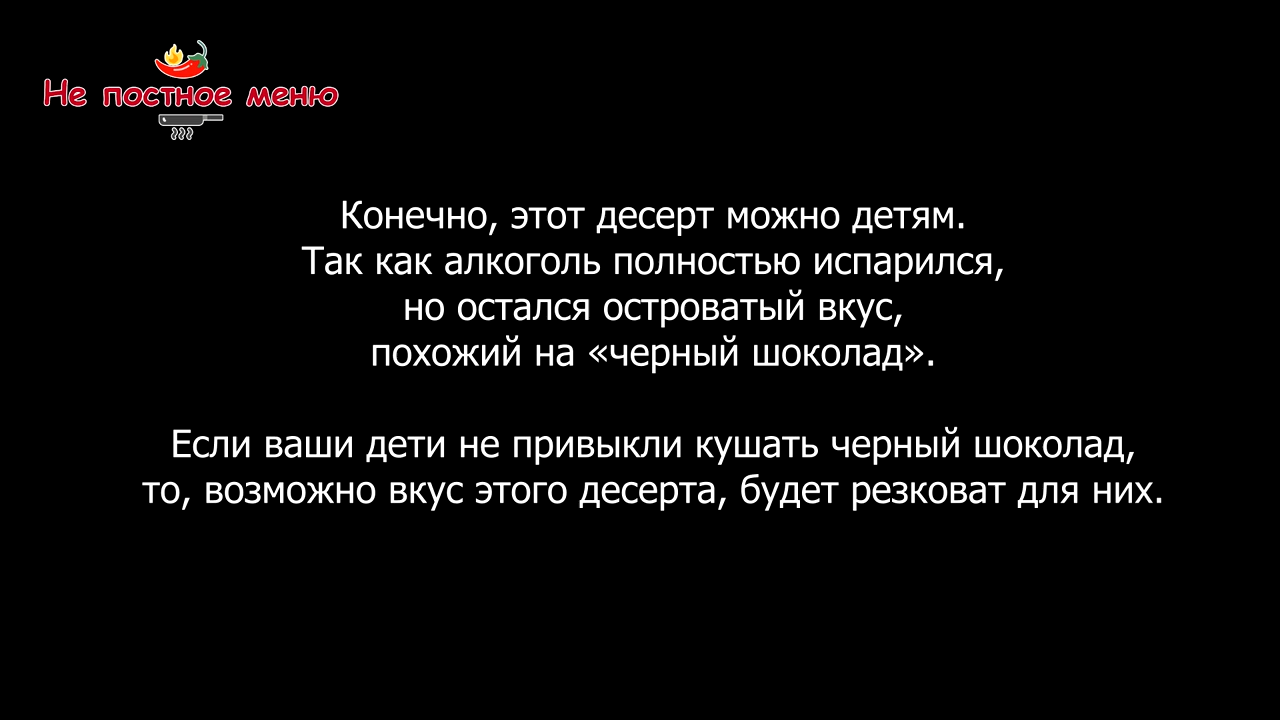 Не постное меню
Конечно, этот десерт можно детям.
Так как алкоголь полностью испарился,
но остался островатый вкус,
похожий на «черный шоколад».
Если ваши дети не привыкли кушать черный шоколад,
то, возможно вкус этого десерта, будет резковат для них.